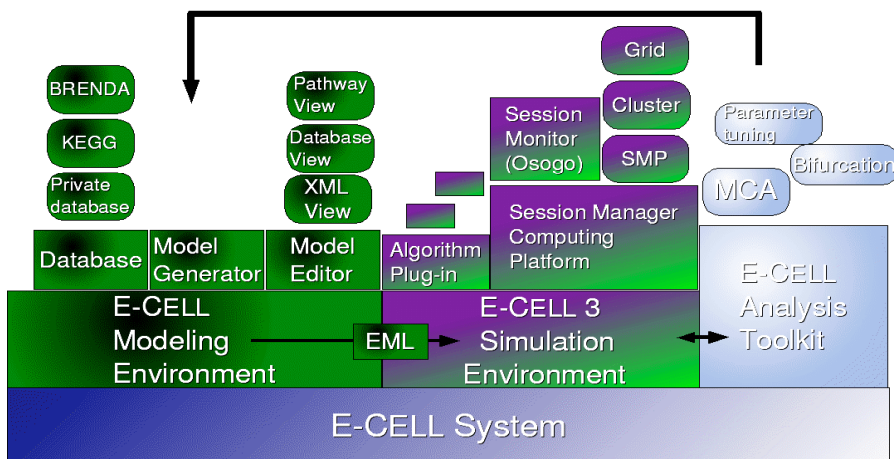 Grid
BRENDA
Pathway
View
Cluster
Session
Monitor
(Osogo)
Parameter
tuning
KEGG
Database
View
SMP
Bifurcation
Private
database
XML
View
MCA
Session Manager
Computing
Platform
Database
Model
Generator
Model
Editor
Algorithm
Plug-in
E-CELL
Analysis
Toolkit
E-CELL
Modeling
Environment
EML
E-CELL 3
Simulation
Environment
E-CELL System